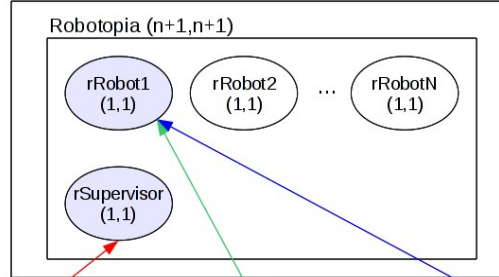 Robotopia (n+1,n+1)
rRobot1
(1,1)
rRobot2
(1,1)
...
rRobotN
(1,1)
rSupervisor
(1,1)